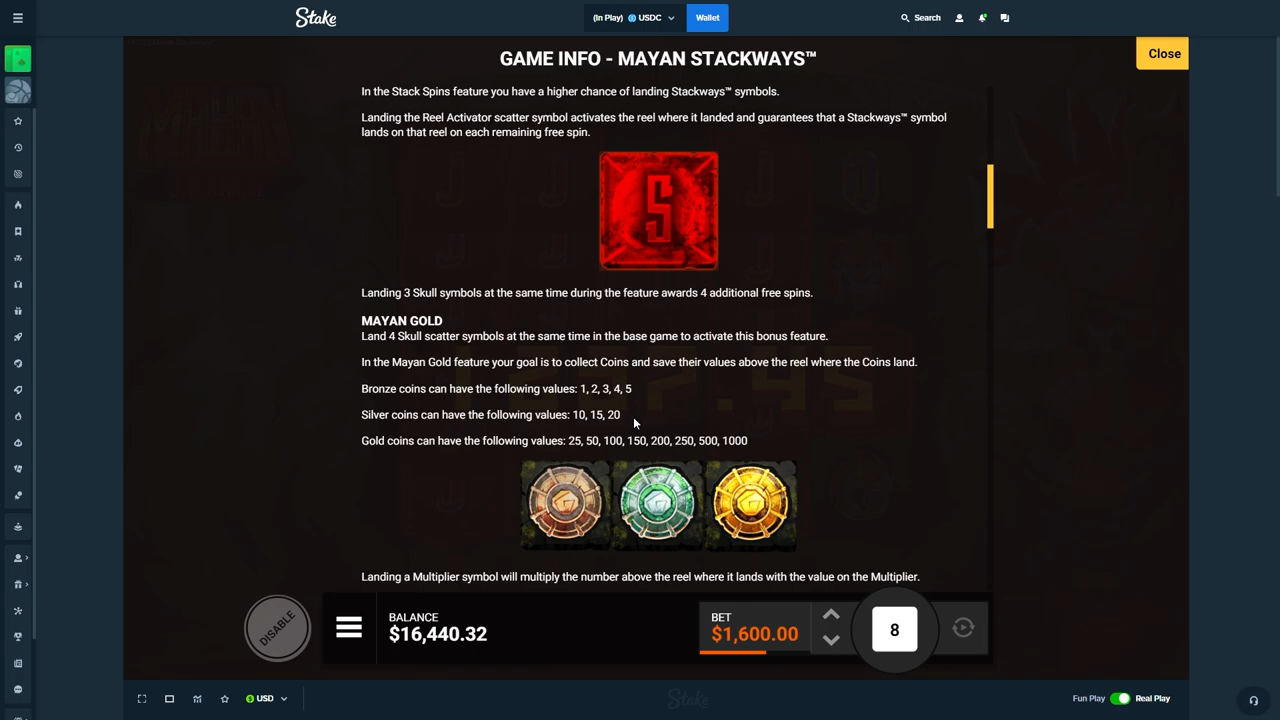 Stake
(In Play) USDC
Wallet
Search
GAME INFO - MAYAN STACKWAYS™
Close
In the Stack Spins feature you have a higher chance of landing Stackways™ symbols.
Landing the Reel Activator scatter symbol activates the reel where it landed and guarantees that a Stackways™ symbol
lands on that reel on each remaining free spin.
S
Landing 3 Skull symbols at the same time during the feature awards 4 additional free spins.
MAYAN GOLD
Land 4 Skull scatter symbols at the same time in the base game to activate this bonus feature.
In the Mayan Gold feature your goal is to collect Coins and save their values above the reel where the Coins land.
Bronze coins can have the following values: 1, 2, 3, 4, 5
Silver coins can have the following values: 10, 15, 20
Gold coins can have the following values: 25, 50, 100, 150, 200, 250, 500, 1000
Landing a Multiplier symbol will multiply the number above the reel where it lands with the value on the Multiplier.
DISABLE
BALANCE
$16,440.32
BET
$1,600.00
8
USD
Stake
Fun Play
Real Play